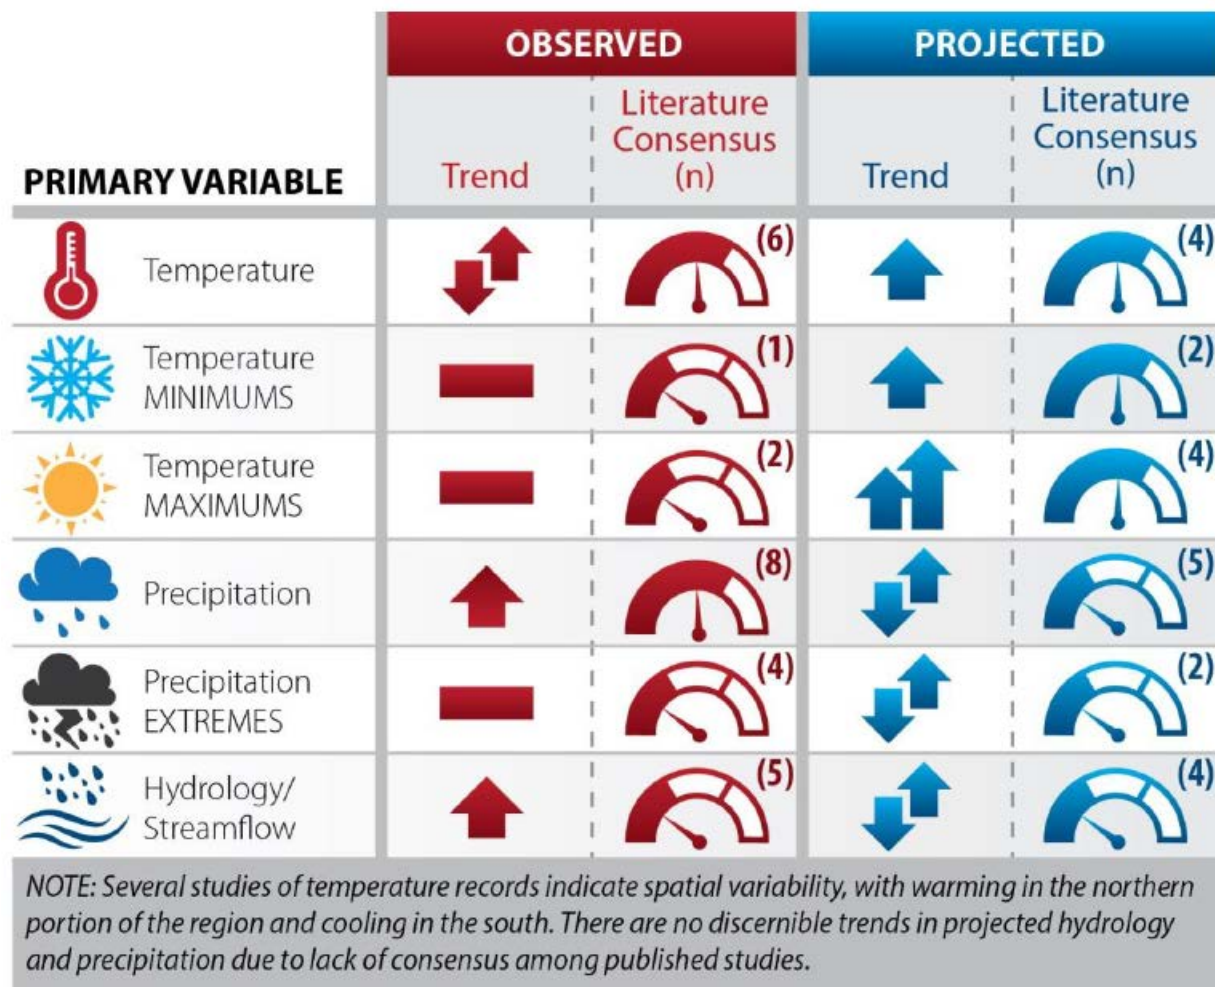 OBSERVED PROJECTED
PRIMARY VARIABLE
Trend
Literature
Consensus
(n)
Trend
Literature
Consensus
(n)
Temperature (6) (4)
Temperature
MINIMUMS
(1) (2)
Temperature
MAXIMUMS
(2) (4)
Precipitation (8) (5)
Precipitation
EXTREMES
(4) (2)
Hydrology/
Streamflow
(5) (4)
NOTE: Several studies of temperature records indicate spatial variability, with warming in the northern
portion of the region and cooling in the south. There are no discernible trends in projected hydrology
and precipitation due to lack of consensus among published studies.